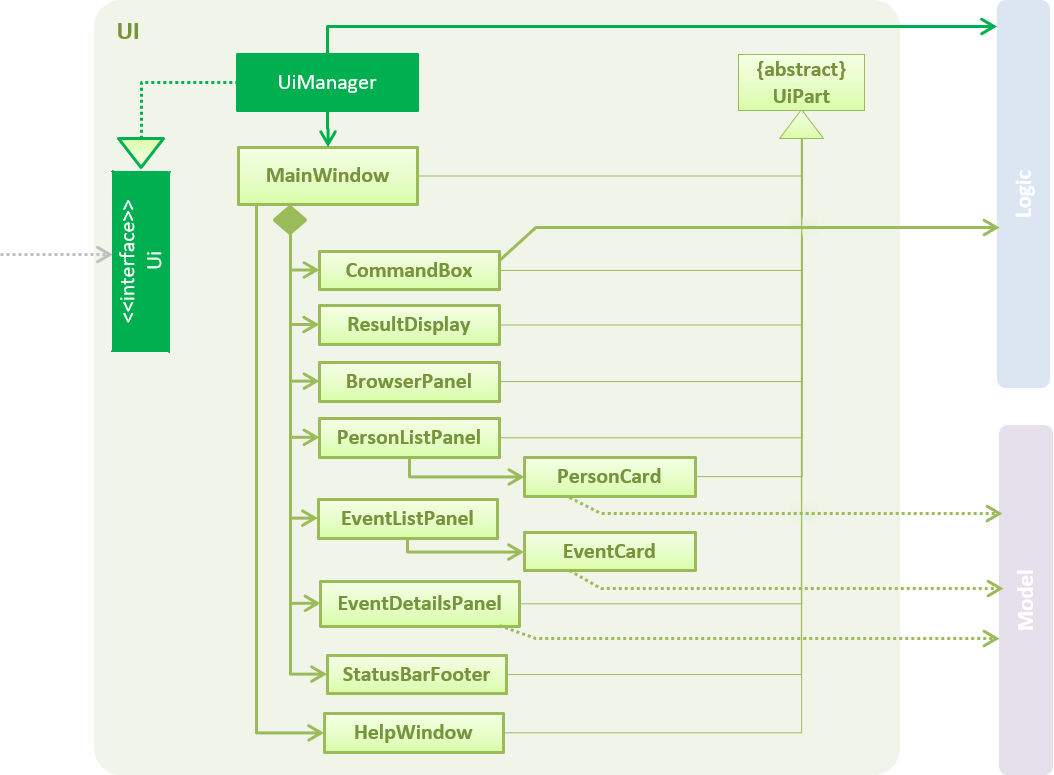 UI
UiManager
{abstract}
UiPart
MainWindow
Logic
<<interface>>
Ui
CommandBox
ResultDisplay
BrowserPanel
PersonListPanel
PersonCard
EventListPanel
EventCard
EventDetailsPanel
Model
StatusBarFooter
HelpWindow